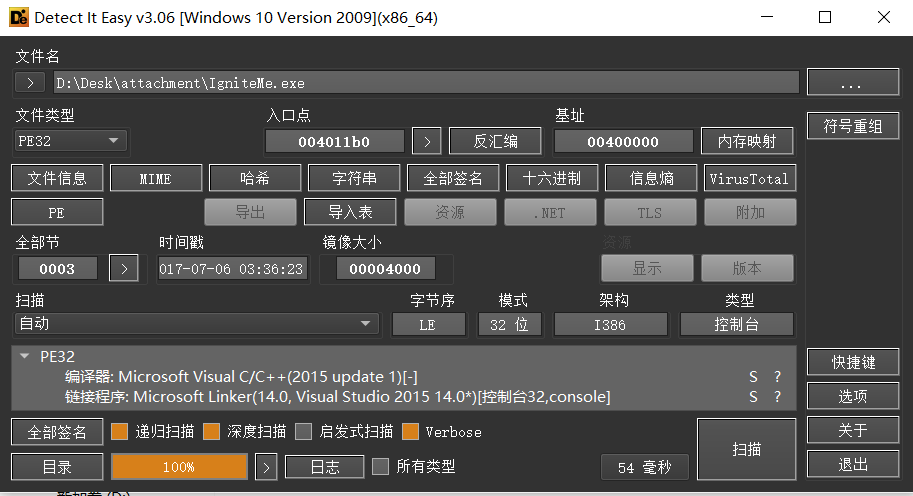 Detect It Easy v3.06 [Windows 10 Version 2009](x86_64)
文件名
> D:\Desk\attachment\IgniteMe.exe ...
文件类型 入口点 基址
PE32 004011b0 > 反汇编 00400000 内存映射 符号重组
文件信息 MIME 哈希 字符串 全部签名 十六进制 信息熵 VirusTotal
PE 导出 导入表 资源 .NET TLS 附加
全部节 时间戳 镜像大小 资源
0003 > 017-07-06 03:36:23 00004000 显示 版本
扫描 字节序 模式 架构 类型
自动 LE 32 位 I386 控制台
PE32
编译器: Microsoft Visual C/C++(2015 update 1)[-] S ?
链接程序: Microsoft Linker(14.0, Visual Studio 2015 14.0*)[控制台32,console] S ?
快捷键
选项
全部签名 递归扫描 深度扫描 启发式扫描 Verbose 扫描 关于
目录 100% > 日志 所有类型 54 毫秒 退出